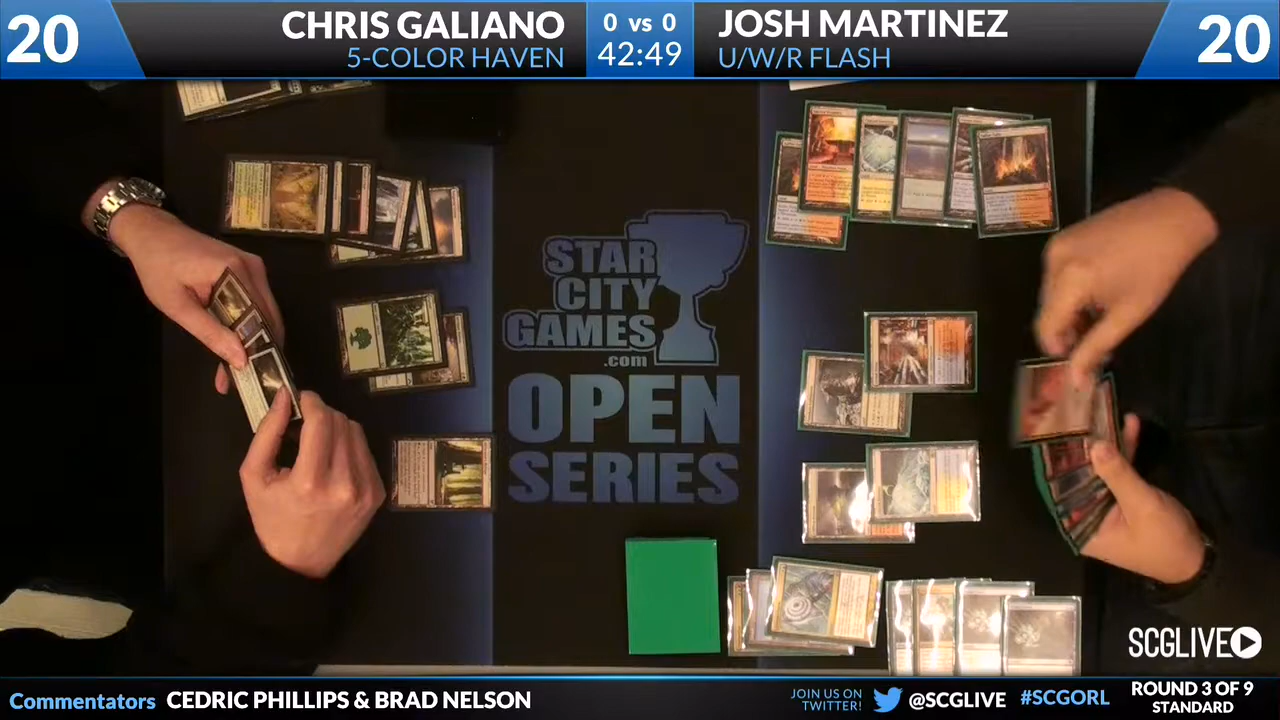 20
CHRIS GALIANO
5-COLOR HAVEN
0 vs 0
42:49
JOSH MARTINEZ
U/W/R FLASH
20
STAR
CITY
GAMES
.com
OPEN
SERIES
SCGLIVE
Commentators CEDRIC PHILLIPS & BRAD NELSON
JOIN US ON
TWITTER!
@SCGLIVE
#SCGORL
ROUND 3 OF 9
STANDARD